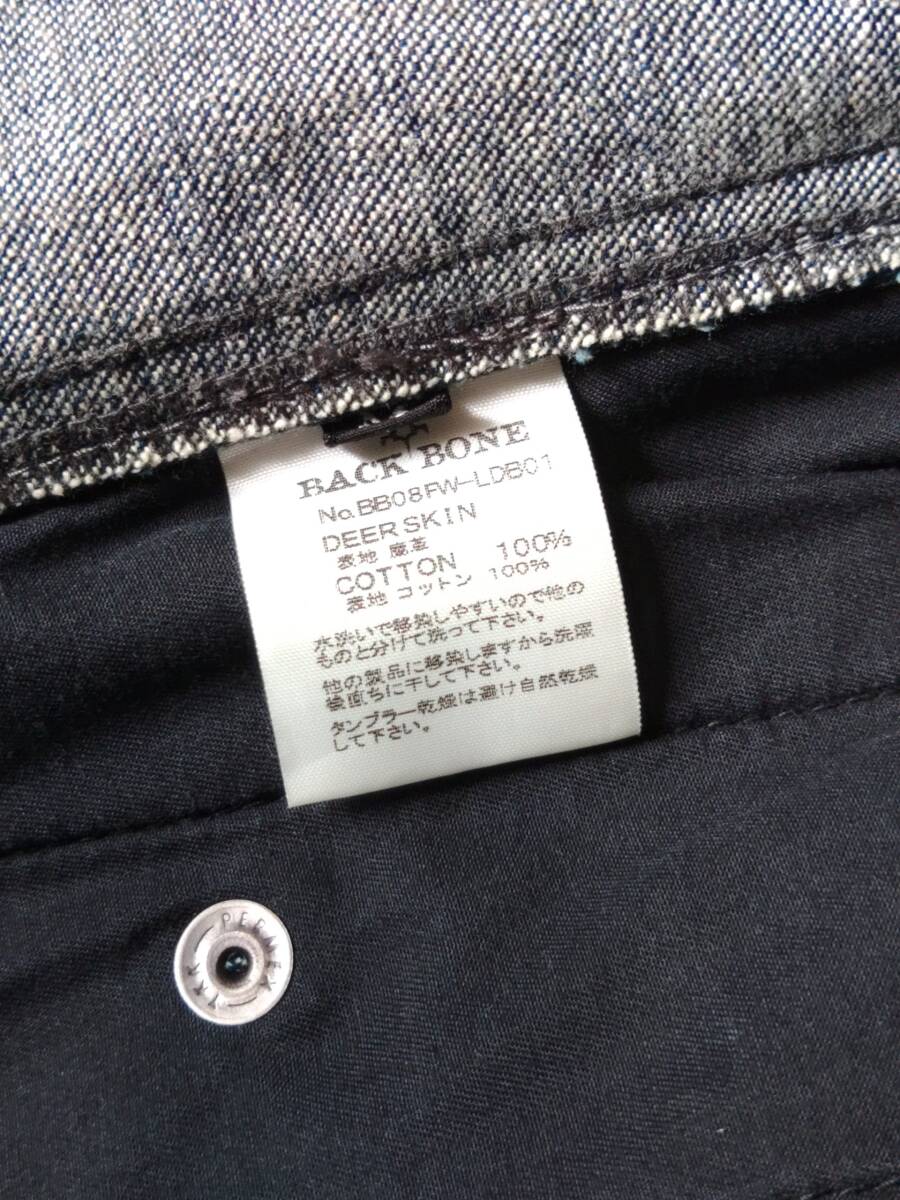 BACK BONE
No.BB08FW-LDB01
DEERSKIN
表地 鹿革
COTTON 100%
表地 コットン 100%
水洗いで移染しやすいので他の
ものと分けて洗って下さい。
他の製品に移染しますから洗濯
後直ちに干して下さい。
タンブラー乾燥は避け自然乾燥
して下さい。
PERMEX
YKK